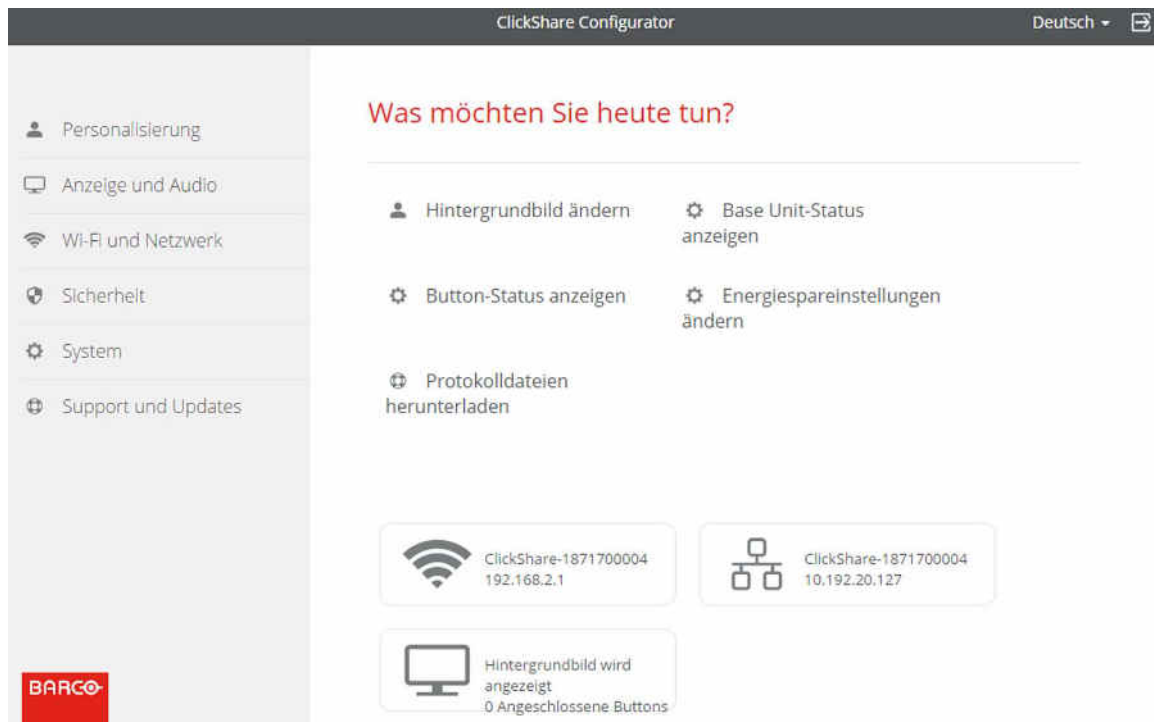 ClickShare Configurator
Deutsch
Personalisierung
Anzeige und Audio
Wi-Fi und Netzwerk
Sicherheit
System
Support und Updates
BARCO
Was möchten Sie heute tun?
Hintergrundbild ändern
Base Unit-Status
anzeigen
Button-Status anzeigen
Energiespareinstellungen
ändern
Protokolldateien
herunterladen
ClickShare-1871700004
192.168.2.1
ClickShare-1871700004
10.192.20.127
Hintergrundbild wird
angezeigt
0 Angeschlossene Buttons